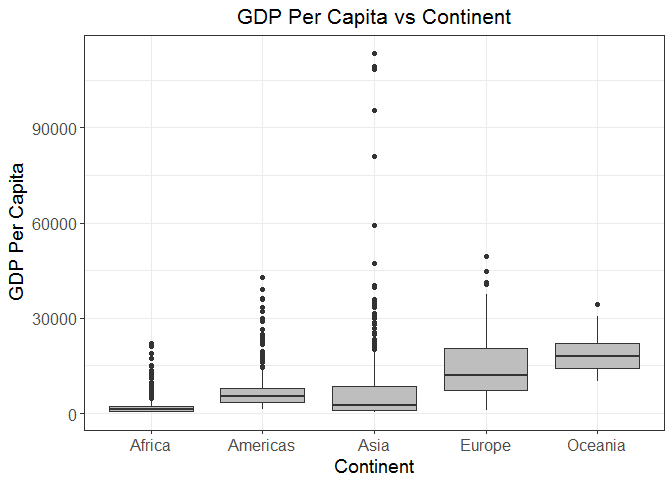 GDP Per Capita vs Continent
GDP Per Capita
90000
60000
30000
0
Africa Americas Asia Europe Oceania
Continent